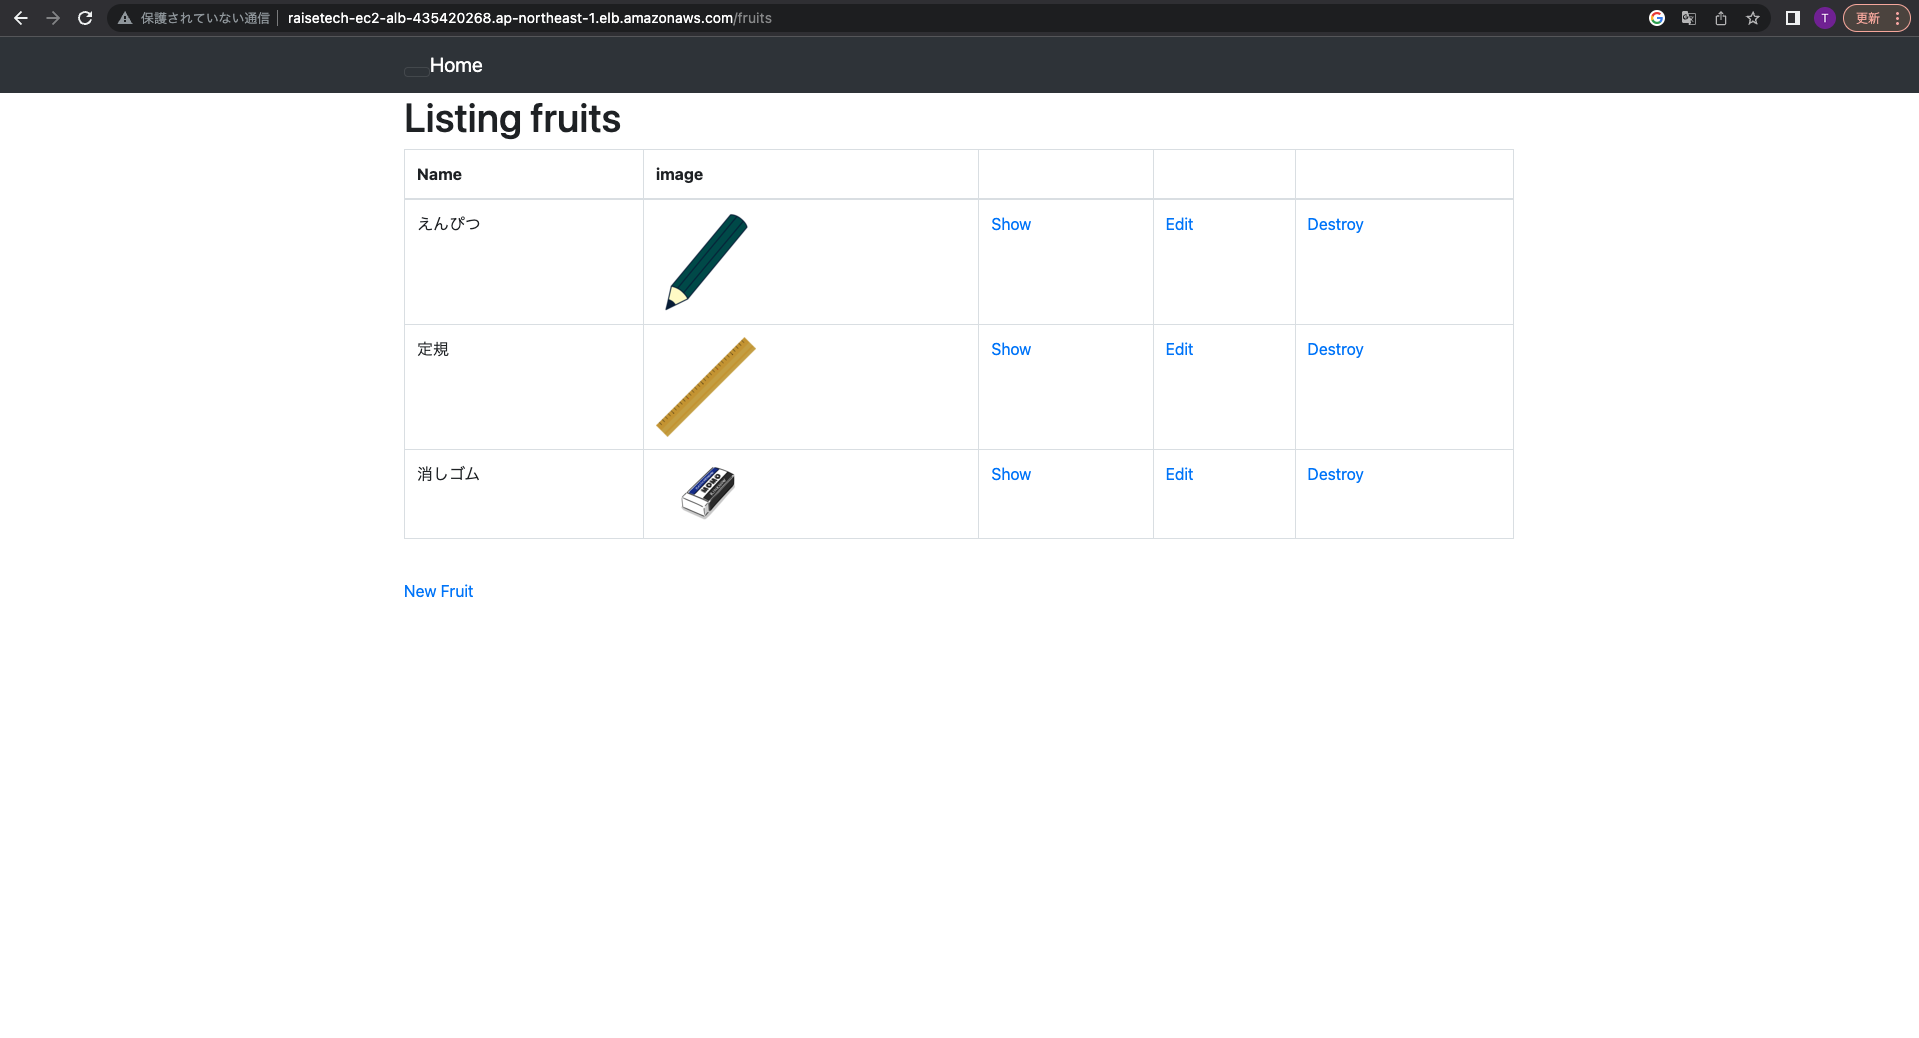 保護されていない通信 raisetech-ec2-alb-435420268.ap-northeast-1.elb.amazonaws.com/fruits T 更新
Home
Listing fruits
Name image
えんぴつ Show Edit Destroy
定規 Show Edit Destroy
消しゴム MONO Show Edit Destroy
New Fruit